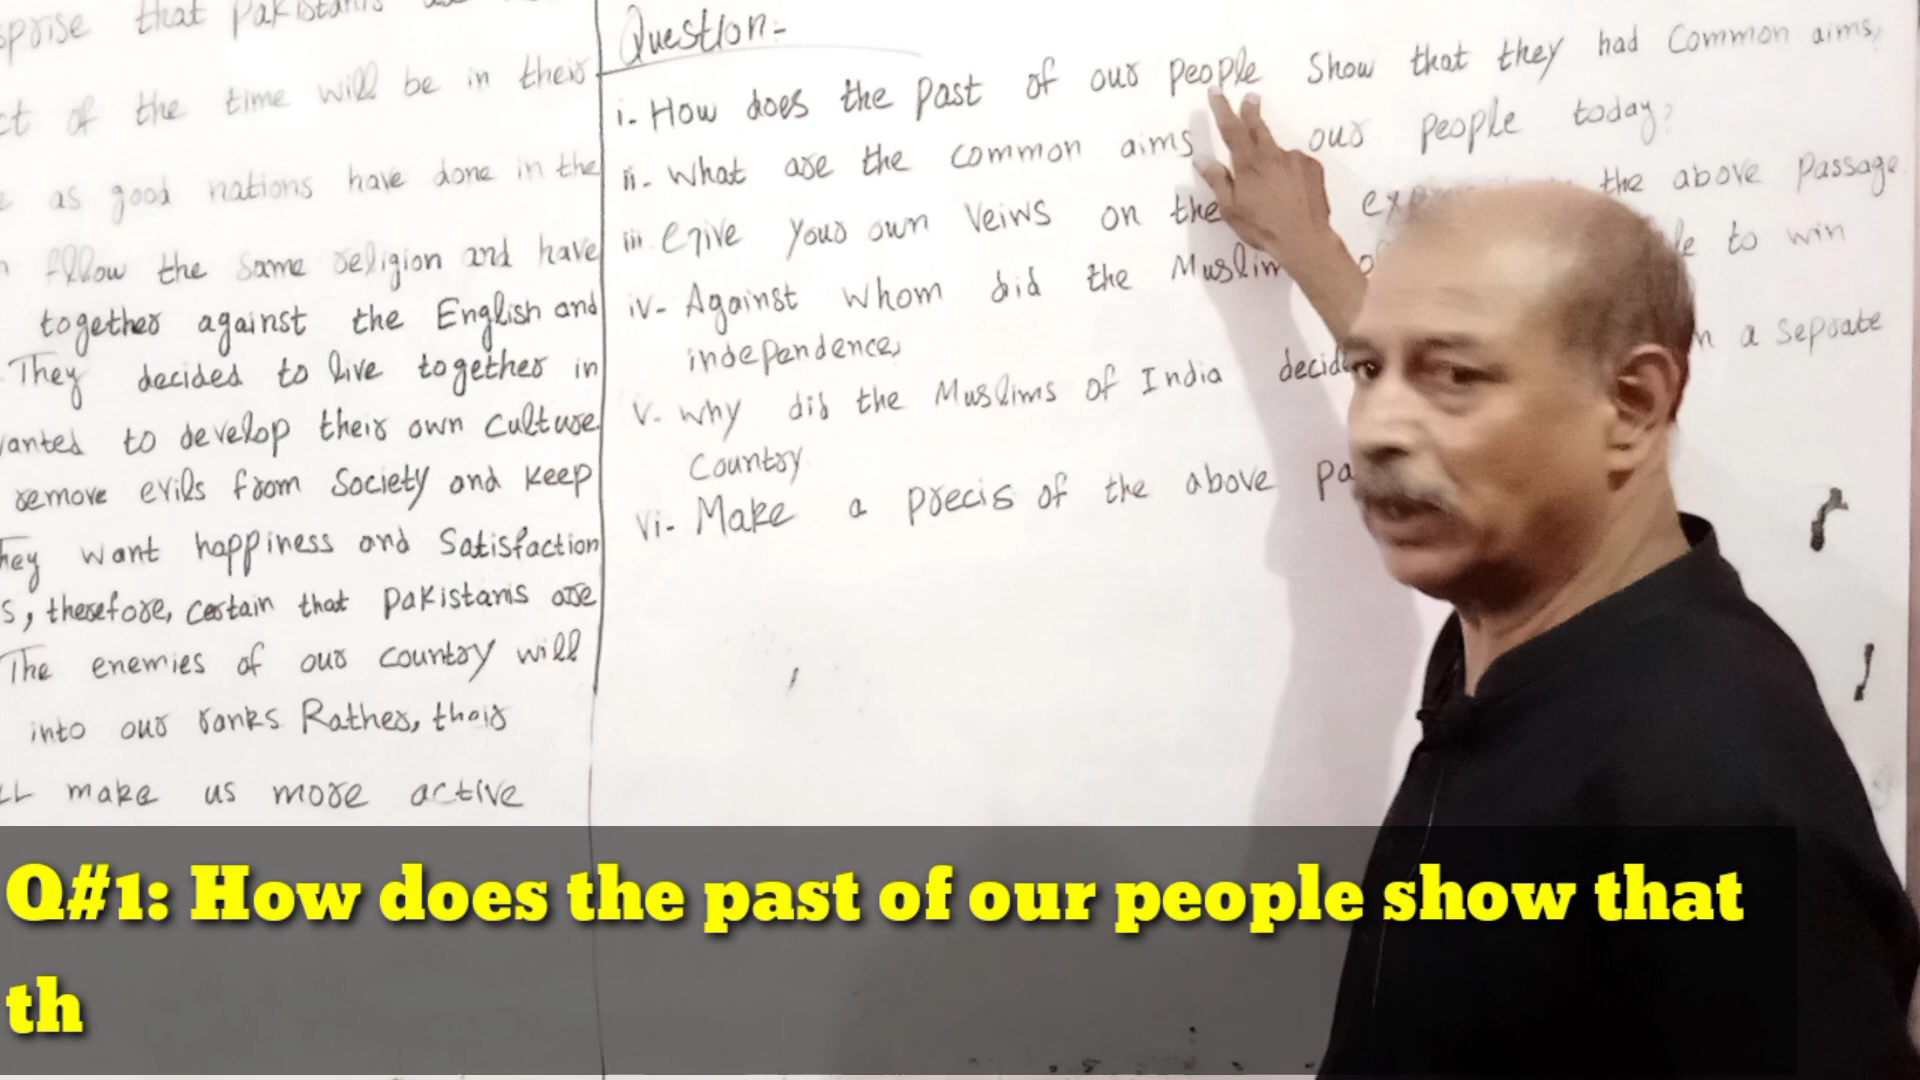 that Pakistanis
of the time will be in their
as good nations have done in the
follow the same religion and have
together against the English and
They decided to live together in
to develop their own culture
remove evils from Society and keep
want happiness and Satisfaction
, therefore, certain that Pakistanis are
The enemies of our country will
into our ranks Rather, their
make us more active
Question:-
i- How does the past of our people show that they had common aims,
ii- What are the common aims our people today?
iii Give your own veiws on the the above passage
iv- Against whom did the Muslim to win
independence,
v. why did the Muslims of India a seprate
Country
vi- Make a precis of the above
Q#1: How does the past of our people show that
th